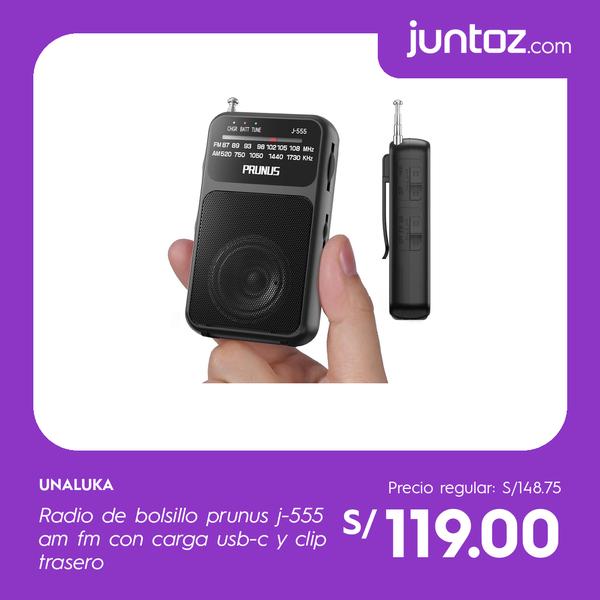 juntoz.com
CHGR BATT TUNE
J-555
FM 87 89 93 98 102 105 108 MHz
AM 520 750 1050 1440 1730 KHz
PRUNUS
UNALUKA
Precio regular: S/148.75
Radio de bolsillo prunus j-555
am fm con carga usb-c y clip
trasero
S/119.00